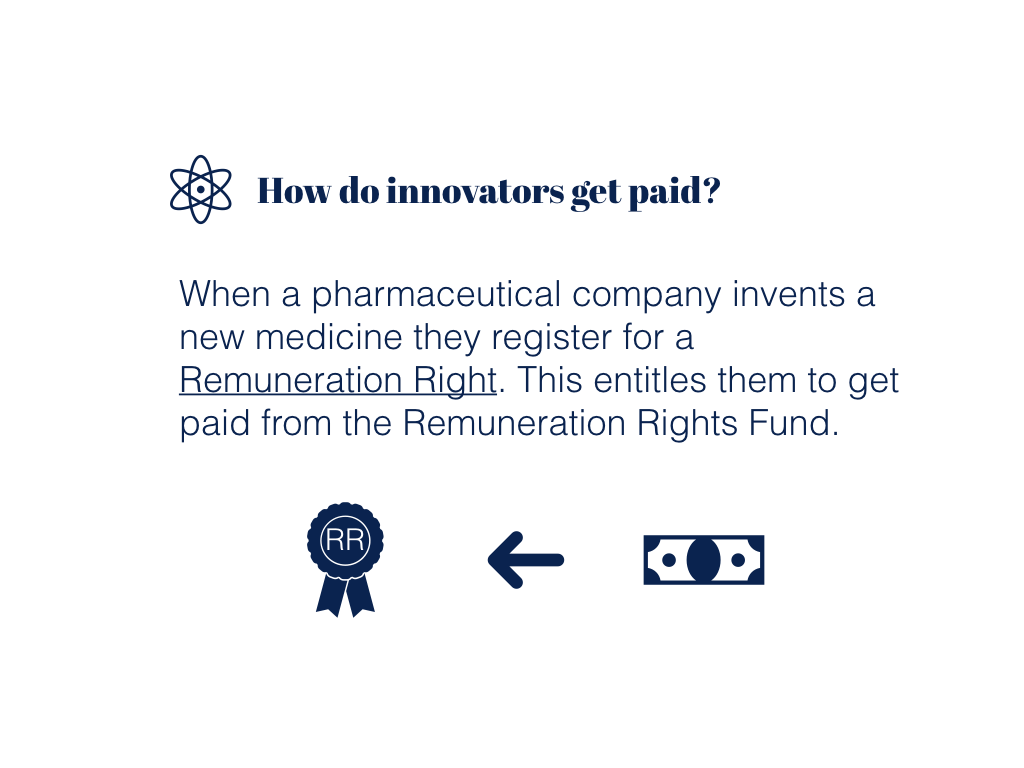 How do innovators get paid?
When a pharmaceutical company invents a
new medicine they register for a
Remuneration Right. This entitles them to get
paid from the Remuneration Rights Fund.
RR